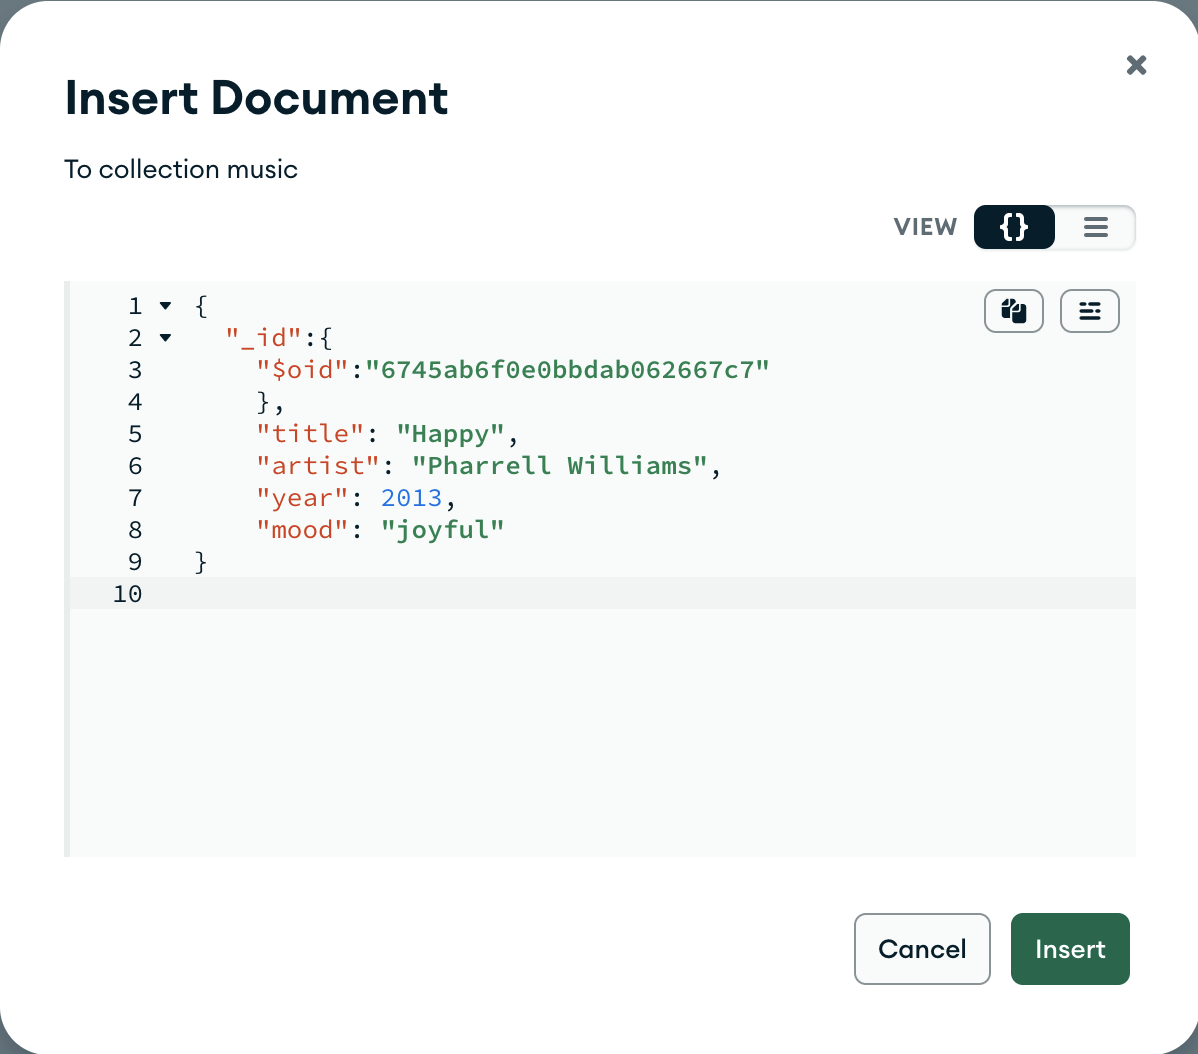 Insert Document
To collection music
VIEW {}
1 {
2 "_id":{
3 "$oid":"6745ab6f0e0bbdab062667c7"
4 },
5 "title": "Happy",
6 "artist": "Pharrell Williams",
7 "year": 2013,
8 "mood": "joyful"
9 }
10
Cancel Insert